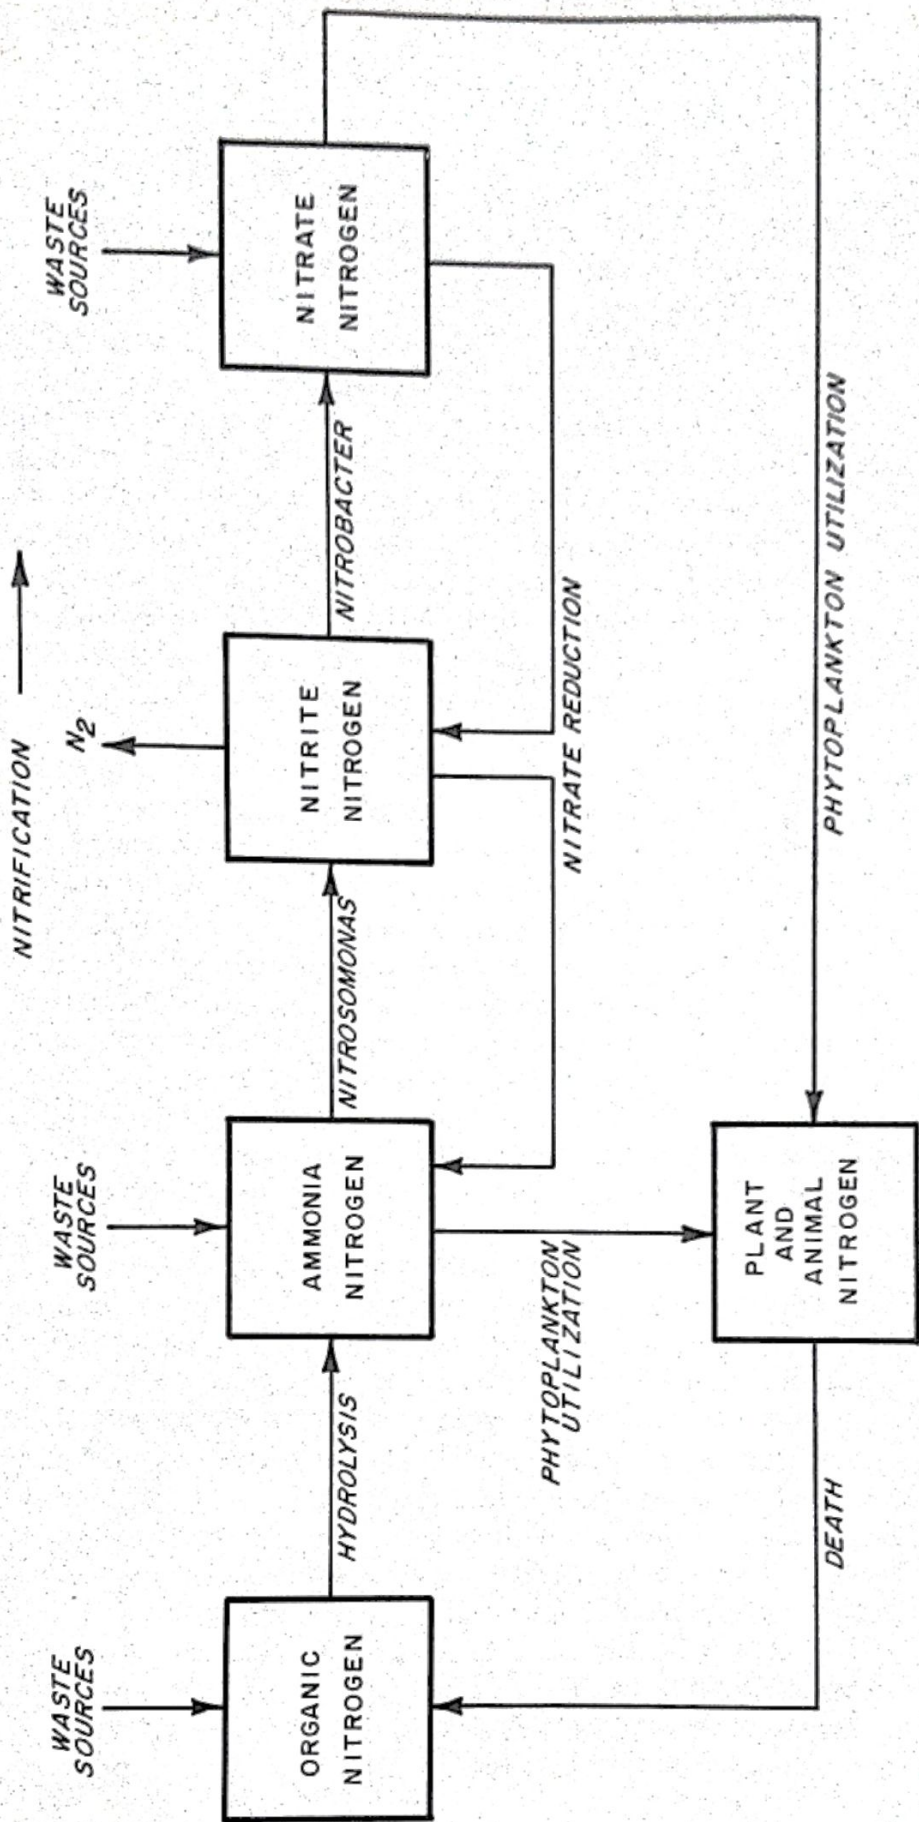 NITRIFICATION
WASTE
SOURCES
WASTE
SOURCES
N2
WASTE
SOURCES
ORGANIC
NITROGEN
HYDROLYSIS
AMMONIA
NITROGEN
NITROSOMONAS
NITRITE
NITROGEN
NITROBACTER
NITRATE
NITROGEN
PHYTOPLANKTON
UTILIZATION
NITRATE REDUCTION
DEATH
PLANT
AND
ANIMAL
NITROGEN
PHYTOPLANKTON UTILIZATION